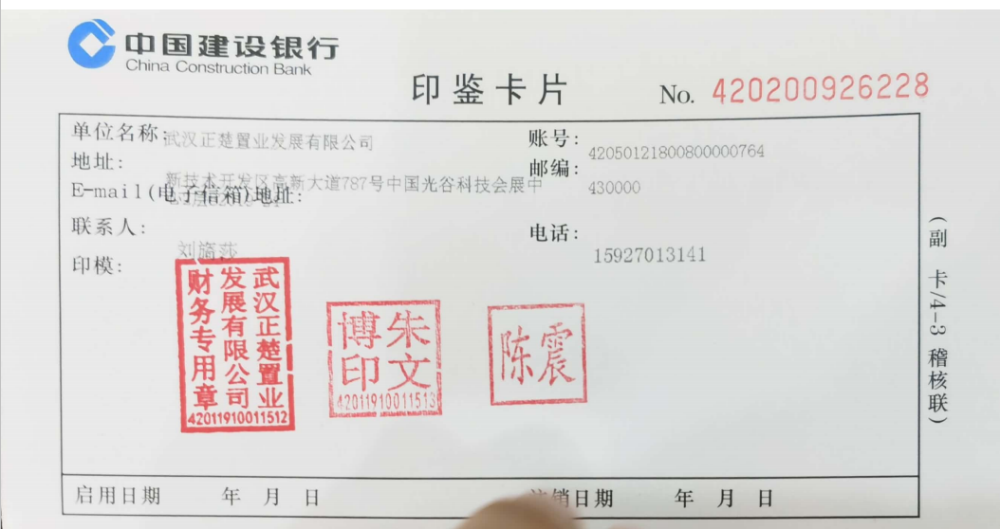 中国建设银行
China Construction Bank
印鉴卡片
No. 420200926228
单位名称:武汉正楚置业发展有限公司
账号:42050121800800000764
地址:
新技术开发区高新大道787号中国光谷科技会展中
邮编:430000
E-mail(电子信箱)地址:
联系人:刘旖莎
电话:15927013141
印模:
武汉正楚置业
发展有限公司
财务专用章
42011910011512
朱文
博印
42011910011513
陈震
(副 卡/4-3 稽核联)
启用日期 年 月 日
销日期 年 月 日